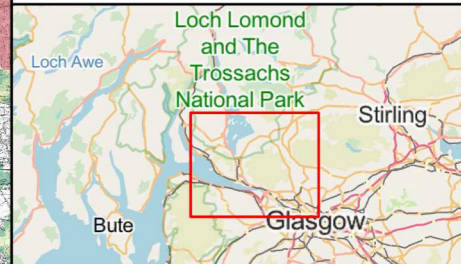 Loch Lomond
and The
Trossachs
National Park
Loch Awe
Stirling
Bute
Glasgow